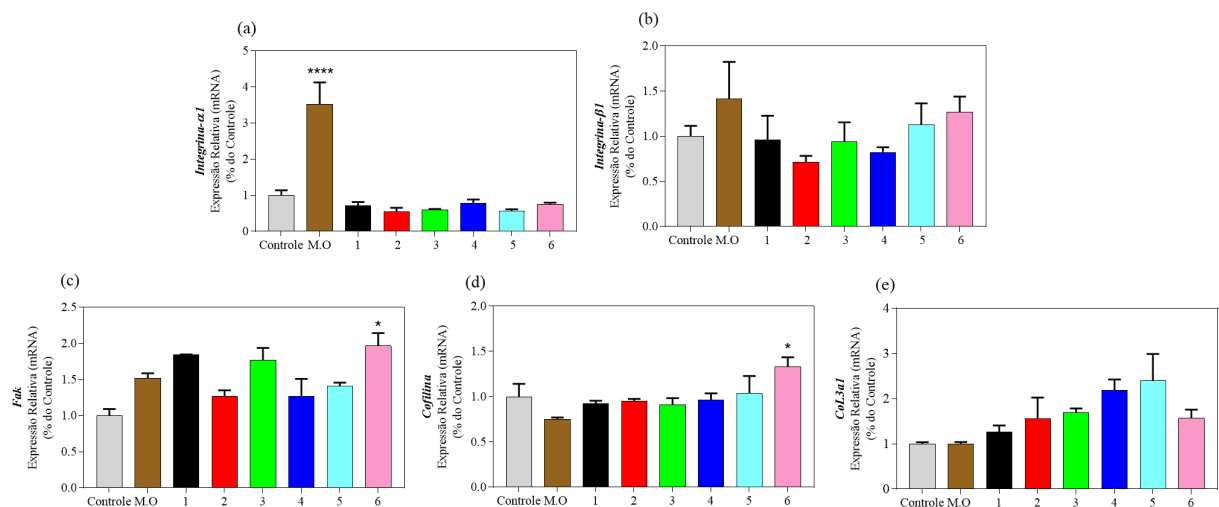 (a)
Integrina-α1
Expressão Relativa (mRNA)
(% do Controle)
5
4
3
2
1
0
****
Controle M.O 1 2 3 4 5 6
(b)
Integrina-β1
Expressão Relativa (mRNA)
(% do Controle)
2.0
1.5
1.0
0.5
0.0
Controle M.O 1 2 3 4 5 6
(c)
Fak
Expressão Relativa (mRNA)
(% do Controle)
2.5
2.0
1.5
1.0
0.5
0.0
*
Controle M.O 1 2 3 4 5 6
(d)
Cofilina
Expressão Relativa (mRNA)
(% do Controle)
2.0
1.5
1.0
0.5
0.0
*
Controle M.O 1 2 3 4 5 6
(e)
CoL3a1
Expressão Relativa (mRNA)
(% do Controle)
4
3
2
1
0
Controle M.O 1 2 3 4 5 6